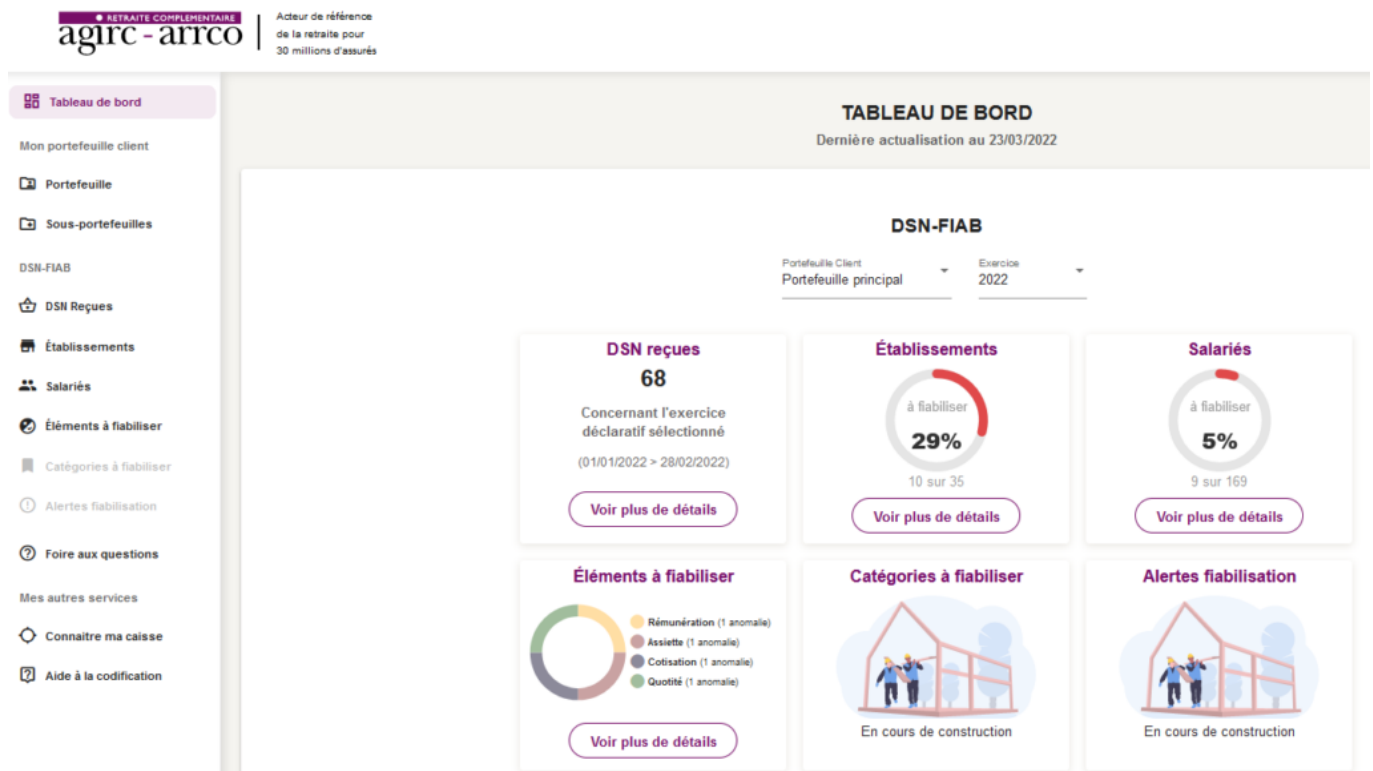 RETRAITE COMPLEMENTAIRE
agirc - arrco
Acteur de référence
de la retraite pour
30 millions d'assurés
Tableau de bord
Mon portefeuille client
Portefeuille
Sous-portefeuilles
DSN-FIAB
DSN Reçues
Établissements
Salariés
Éléments à fiabiliser
Catégories à fiabiliser
Alertes fiabilisation
Foire aux questions
Mes autres services
Connaitre ma caisse
Aide à la codification
TABLEAU DE BORD
Dernière actualisation au 23/03/2022
DSN-FIAB
Portefeuille Client
Portefeuille principal
Exercice
2022
DSN reçues
68
Concernant l'exercice
déclaratif sélectionné
(01/01/2022 > 28/02/2022)
Voir plus de détails
Établissements
à fiabiliser
29%
10 sur 35
Voir plus de détails
Salariés
à fiabiliser
5%
9 sur 169
Voir plus de détails
Éléments à fiabiliser
Rémunération (1 anomalie)
Assiette (1 anomalie)
Cotisation (1 anomalie)
Quotité (1 anomalie)
Voir plus de détails
Catégories à fiabiliser
En cours de construction
Alertes fiabilisation
En cours de construction